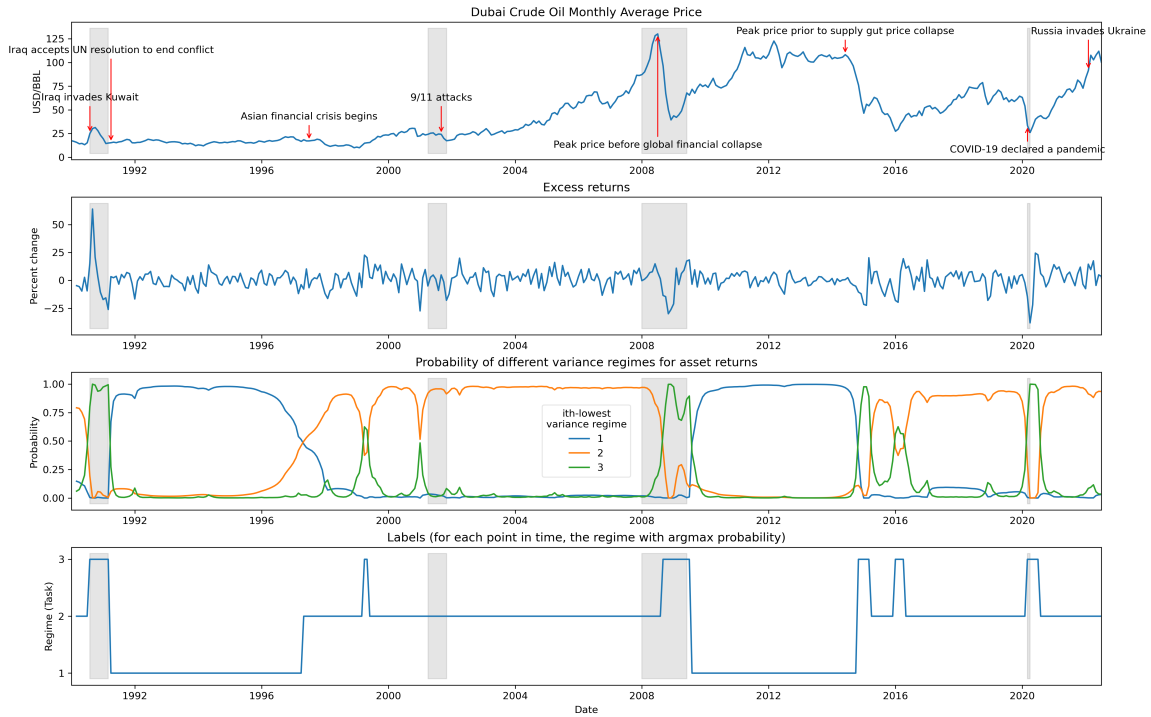 Dubai Crude Oil Monthly Average Price
Russia invades Ukraine
Peak price prior to supply gut price collapse
Iraq accepts UN resolution to end conflict
Iraq invades Kuwait
9/11 attacks
Asian financial crisis begins
Peak price before global financial collapse
COVID-19 declared a pandemic
USD/BBL
125
100
75
50
25
0
1992 1996 2000 2004 2008 2012 2016 2020
Excess returns
Percent change
50
25
0
−25
1992 1996 2000 2004 2008 2012 2016 2020
Probability of different variance regimes for asset returns
Probability
1.00
0.75
0.50
0.25
0.00
ith-lowest
variance regime
1
2
3
1992 1996 2000 2004 2008 2012 2016 2020
Labels (for each point in time, the regime with argmax probability)
Regime (Task)
3
2
1
1992 1996 2000 2004 2008 2012 2016 2020
Date